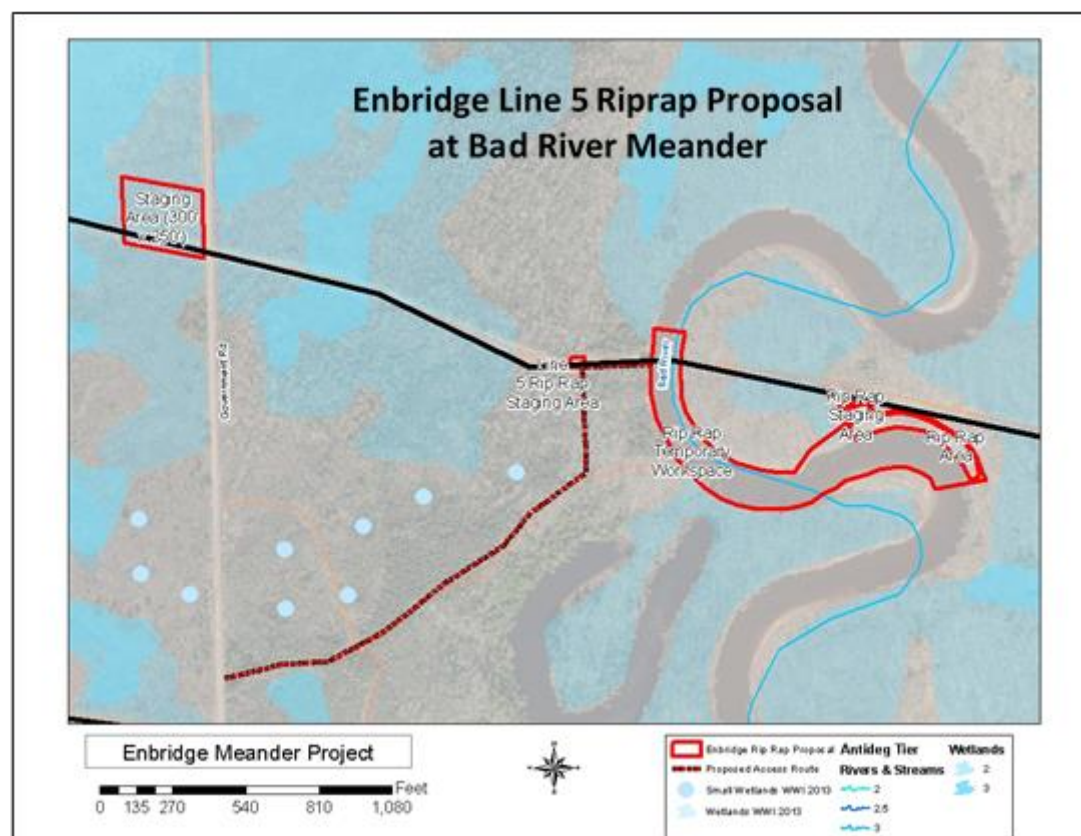 Enbridge Line 5 Riprap Proposal
at Bad River Meander
Staging
Area (300'
Government Rd
Line
5 Rip Rap
Staging Area
Bad River
Rip Rap
Temporary
Workspace
Rip Rap
Staging
Area
Rip Rap
Area
Enbridge Meander Project
Feet
0 135 270 540 810 1,080
N
Enbridge Rip Rap Proposal
Proposed Access Route
Small Wetlands WWI 2013
Wetlands WWI 2013
Antideg Tier
Rivers & Streams
2
2.5
3
Wetlands
2
3